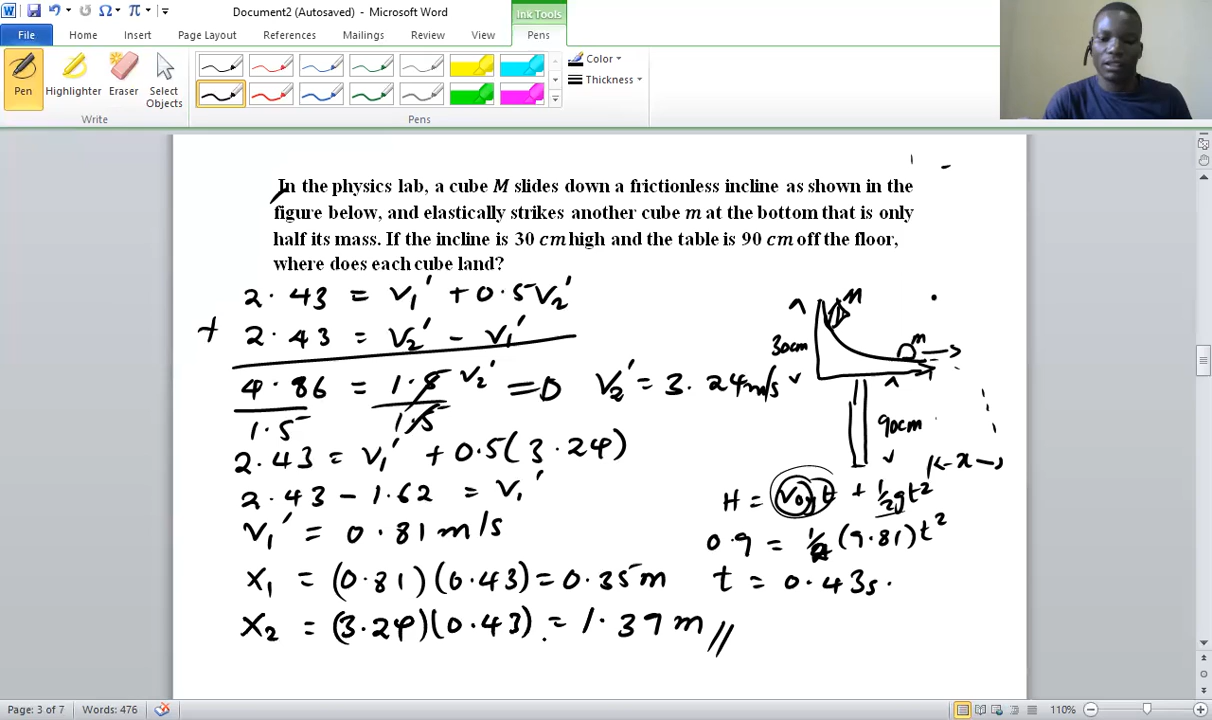 Document2 (Autosaved) - Microsoft Word
Ink Tools
File Home Insert Page Layout References Mailings Review View Pens
Pen Highlighter Eraser Select Objects
Color
Thickness
Write Pens
In the physics lab, a cube M slides down a frictionless incline as shown in the
figure below, and elastically strikes another cube m at the bottom that is only
half its mass. If the incline is 30 cm high and the table is 90 cm off the floor,
where does each cube land?
2.43 = V₁' + 0.5V₂'
+ 2.43 = V₂' - V₁'
4.86 = 1.5 V₂' => V₂' = 3.24m/s
1.5 1.5
2.43 = V₁' + 0.5(3.24)
2.43 - 1.62 = V₁'
V₁' = 0.81 m/s
X₁ = (0.81)(0.43) = 0.35m
X₂ = (3.24)(0.43) = 1.39m //
M
m
30cm
90cm
x
H = V₀yt + ½gt²
0.9 = ½(9.81)t²
t = 0.43s.
Page: 3 of 7 Words: 476 110%